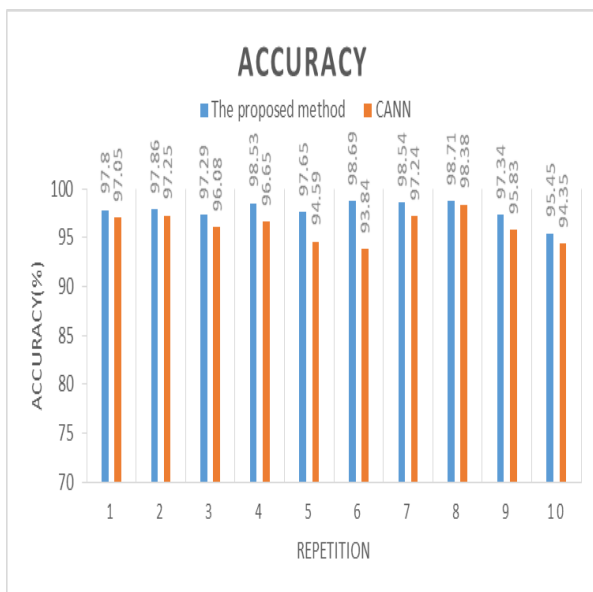 ACCURACY
The proposed method CANN
97.8 97.05 97.86 97.25 97.29 96.08 98.53 96.65 97.65 94.59 98.69 93.84 98.54 97.24 98.71 98.38 97.34 95.83 95.45 94.35
100
95
90
85
80
75
70
ACCURACY(%)
1 2 3 4 5 6 7 8 9 10
REPETITION